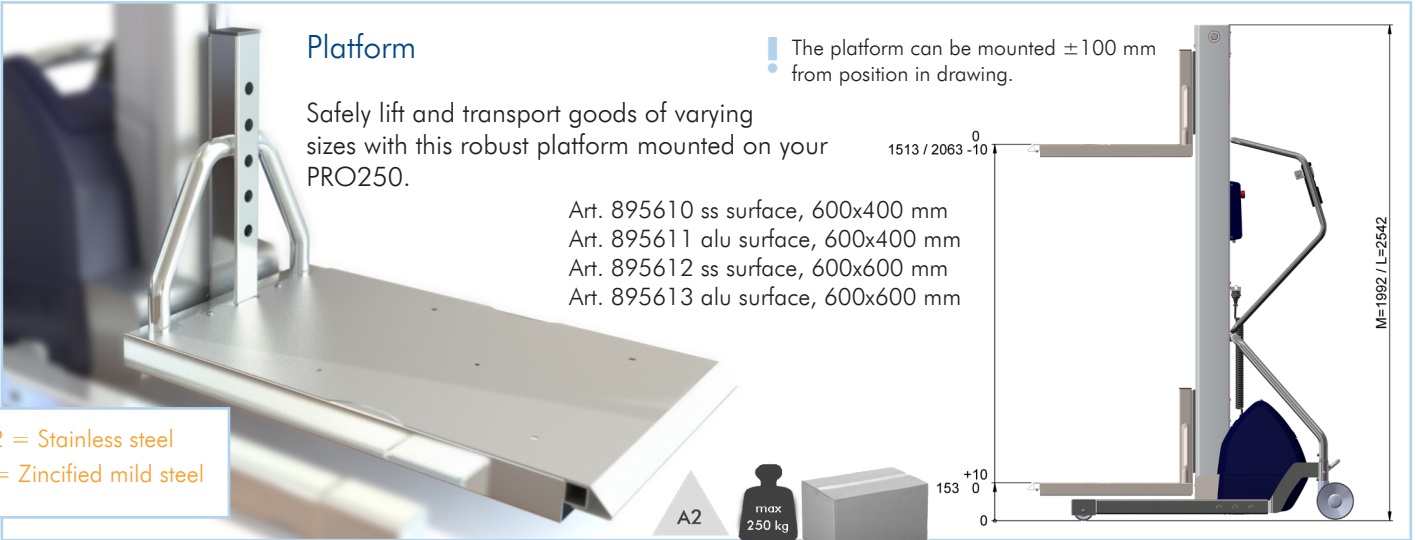 Platform
Safely lift and transport goods of varying
sizes with this robust platform mounted on your
PRO250.
Art. 895610 ss surface, 600x400 mm
Art. 895611 alu surface, 600x400 mm
Art. 895612 ss surface, 600x600 mm
Art. 895613 alu surface, 600x600 mm
! The platform can be mounted ±100 mm
from position in drawing.
0
1513 / 2063 -10
M=1992 / L=2542
+10
153 0
0
2 = Stainless steel
= Zincified mild steel
A2
max
250 kg